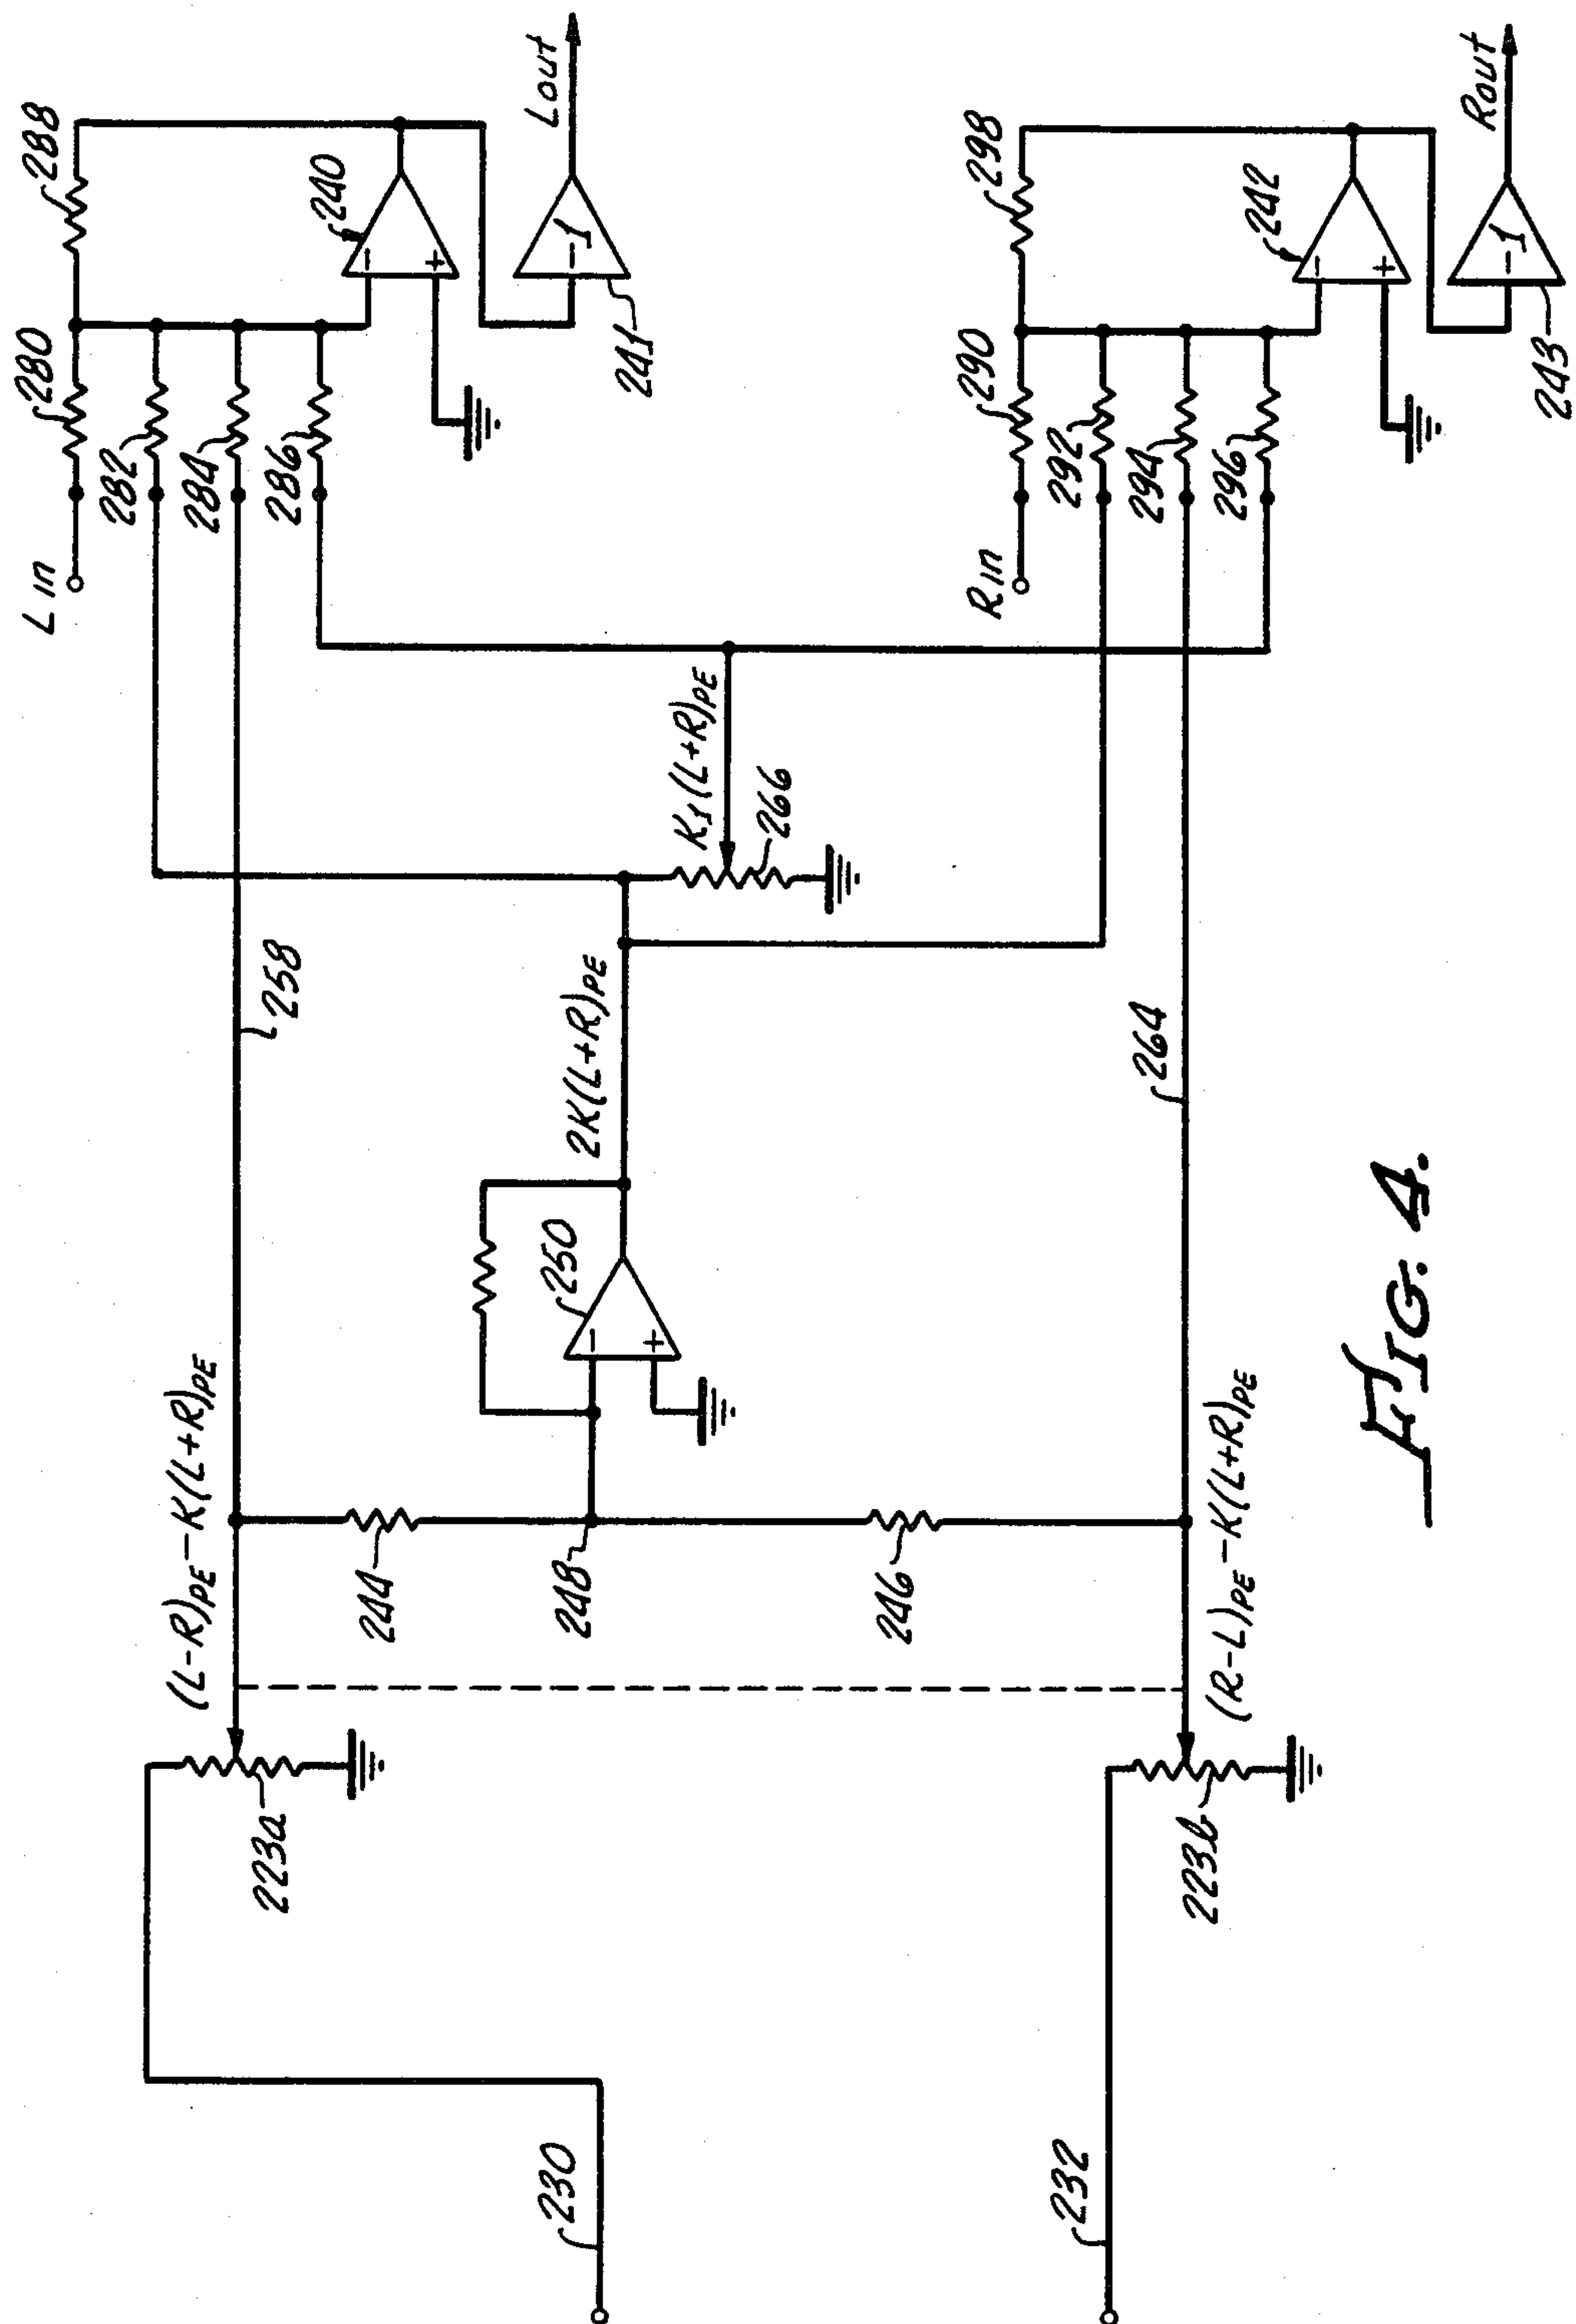 L in
280
288
282
284
286
240
Lout
241
258
(L-R)PE-K(L+R)PE
244
248
246
250
2K(L+R)PE
K1(L+R)PE
266
223a
230
R in
290
298
292
294
296
242
Rout
243
264
(R-L)PE-K(L+R)PE
223b
232
-
+
-1
-
+
-
+
-1
FIG. 4.